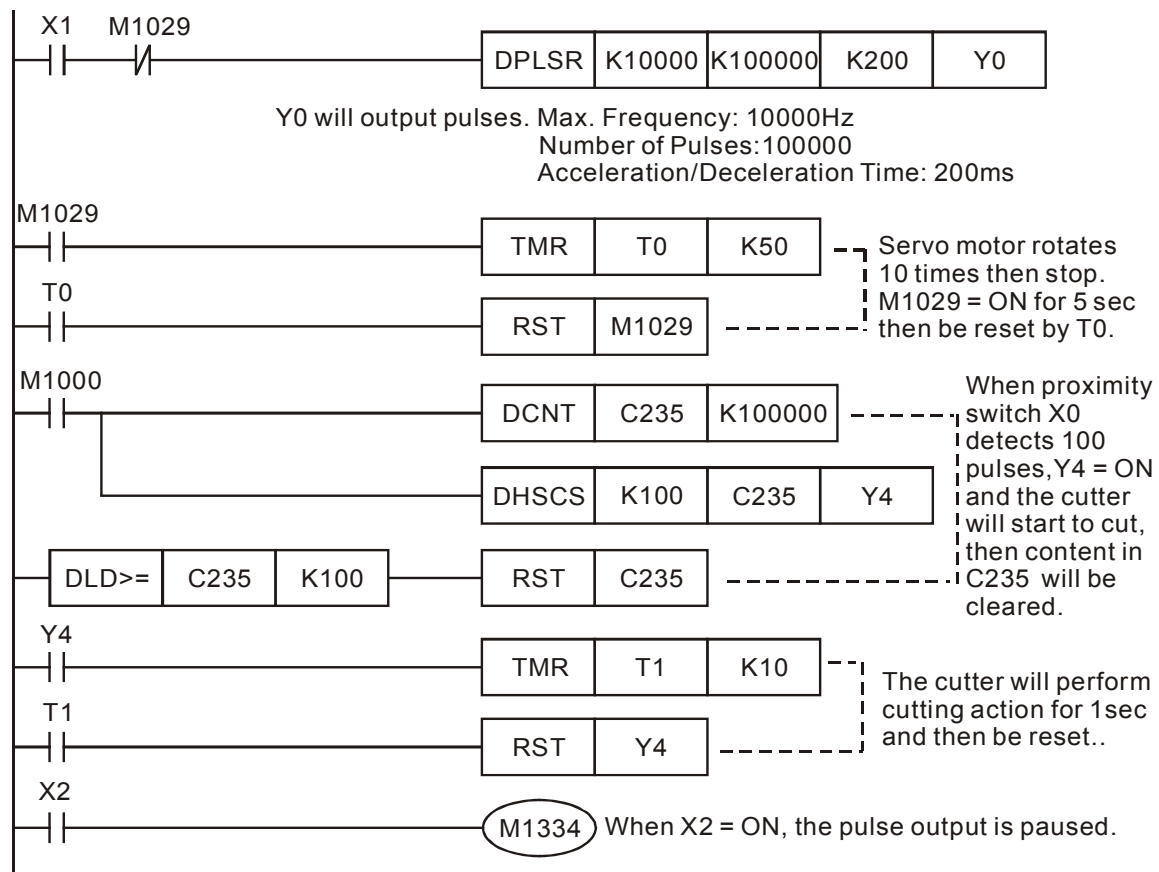 X1 M1029
DPLSR K10000 K100000 K200 Y0
Y0 will output pulses. Max. Frequency: 10000Hz
Number of Pulses:100000
Acceleration/Deceleration Time: 200ms
M1029
TMR T0 K50
Servo motor rotates
10 times then stop.
M1029 = ON for 5 sec
then be reset by T0.
T0
RST M1029
M1000
DCNT C235 K100000
When proximity
switch X0
detects 100
pulses,Y4 = ON
and the cutter
will start to cut,
then content in
C235 will be
cleared.
DHSCS K100 C235 Y4
DLD>= C235 K100 RST C235
Y4
TMR T1 K10
The cutter will perform
cutting action for 1sec
and then be reset..
T1
RST Y4
X2
M1334 When X2 = ON, the pulse output is paused.